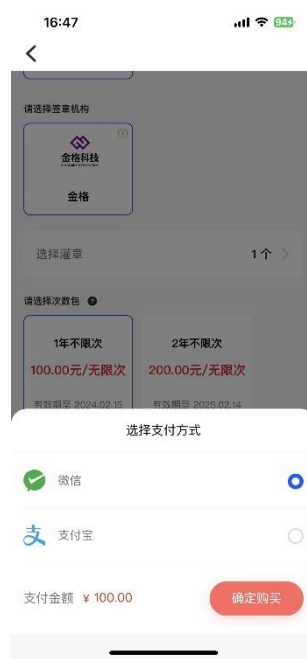 16:47
94
请选择签章机构
金格科技
金格
选择灌章
1个
请选择次数包
1年不限次
2年不限次
100.00元/无限次
200.00元/无限次
有效期至 2024.02.15
有效期至 2025.02.14
选择支付方式
微信
支付宝
支付金额 ¥ 100.00
确定购买